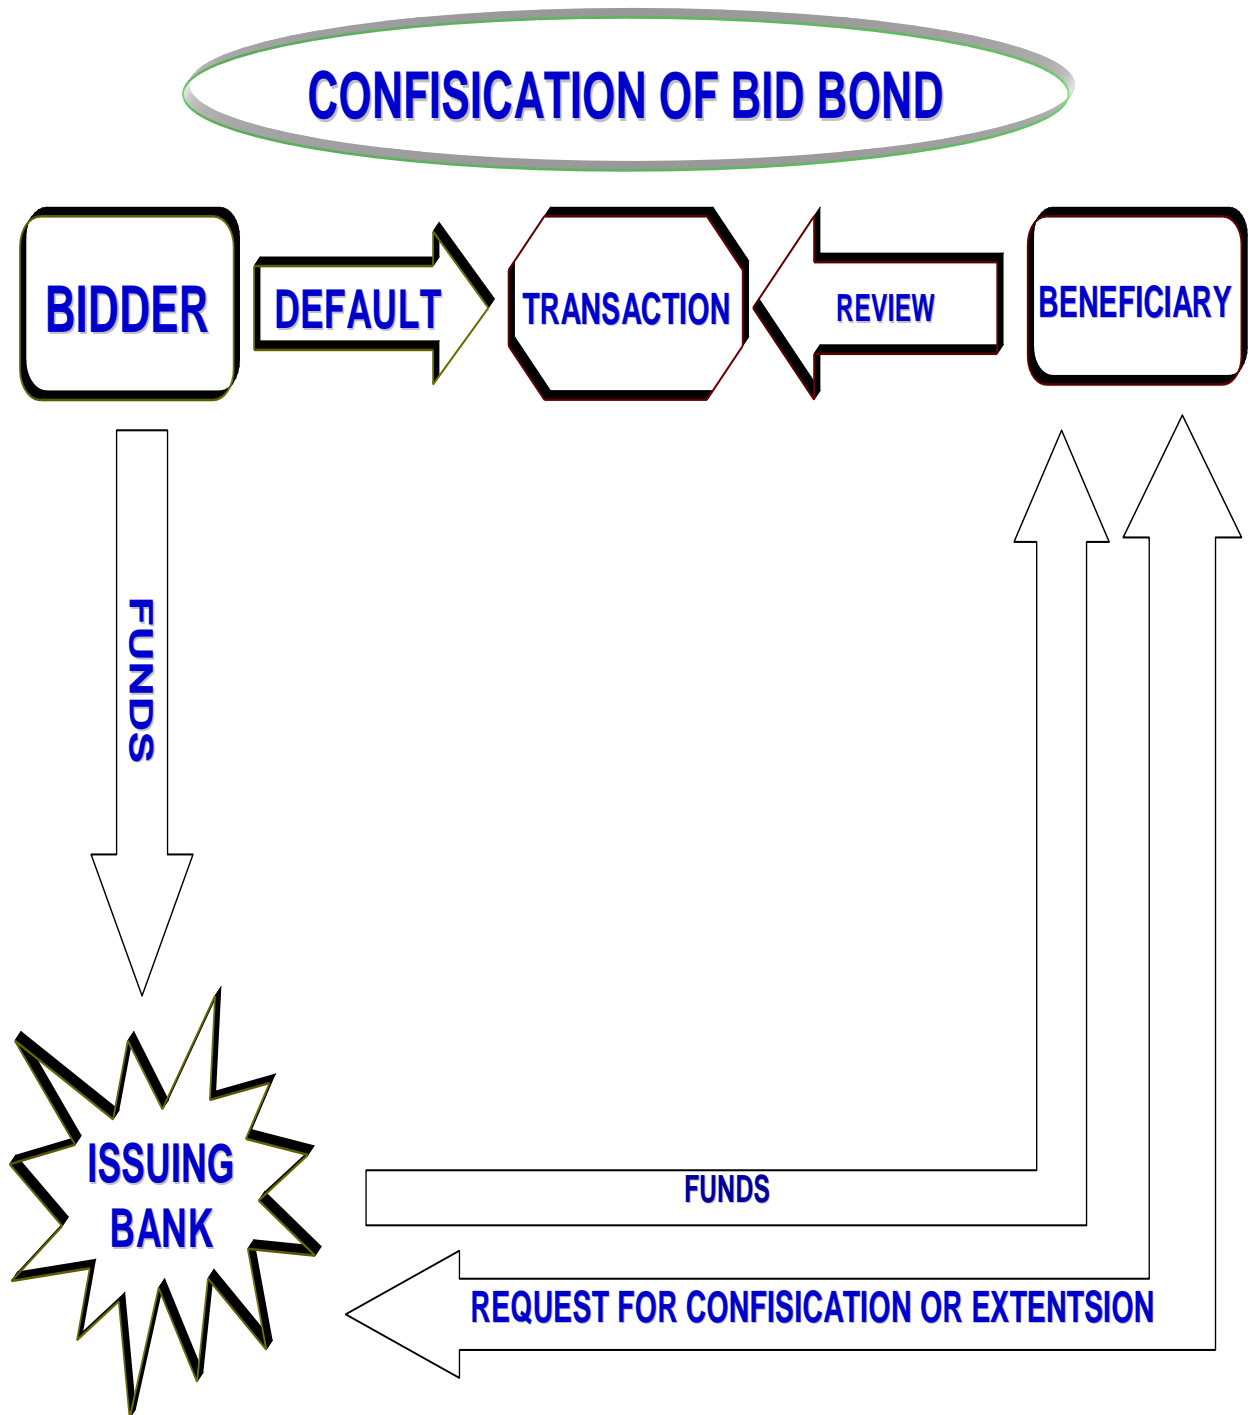 CONFISICATION OF BID BOND
BIDDER
DEFAULT
TRANSACTION
REVIEW
BENEFICIARY
FUNDS
ISSUING
BANK
FUNDS
REQUEST FOR CONFISICATION OR EXTENTSION